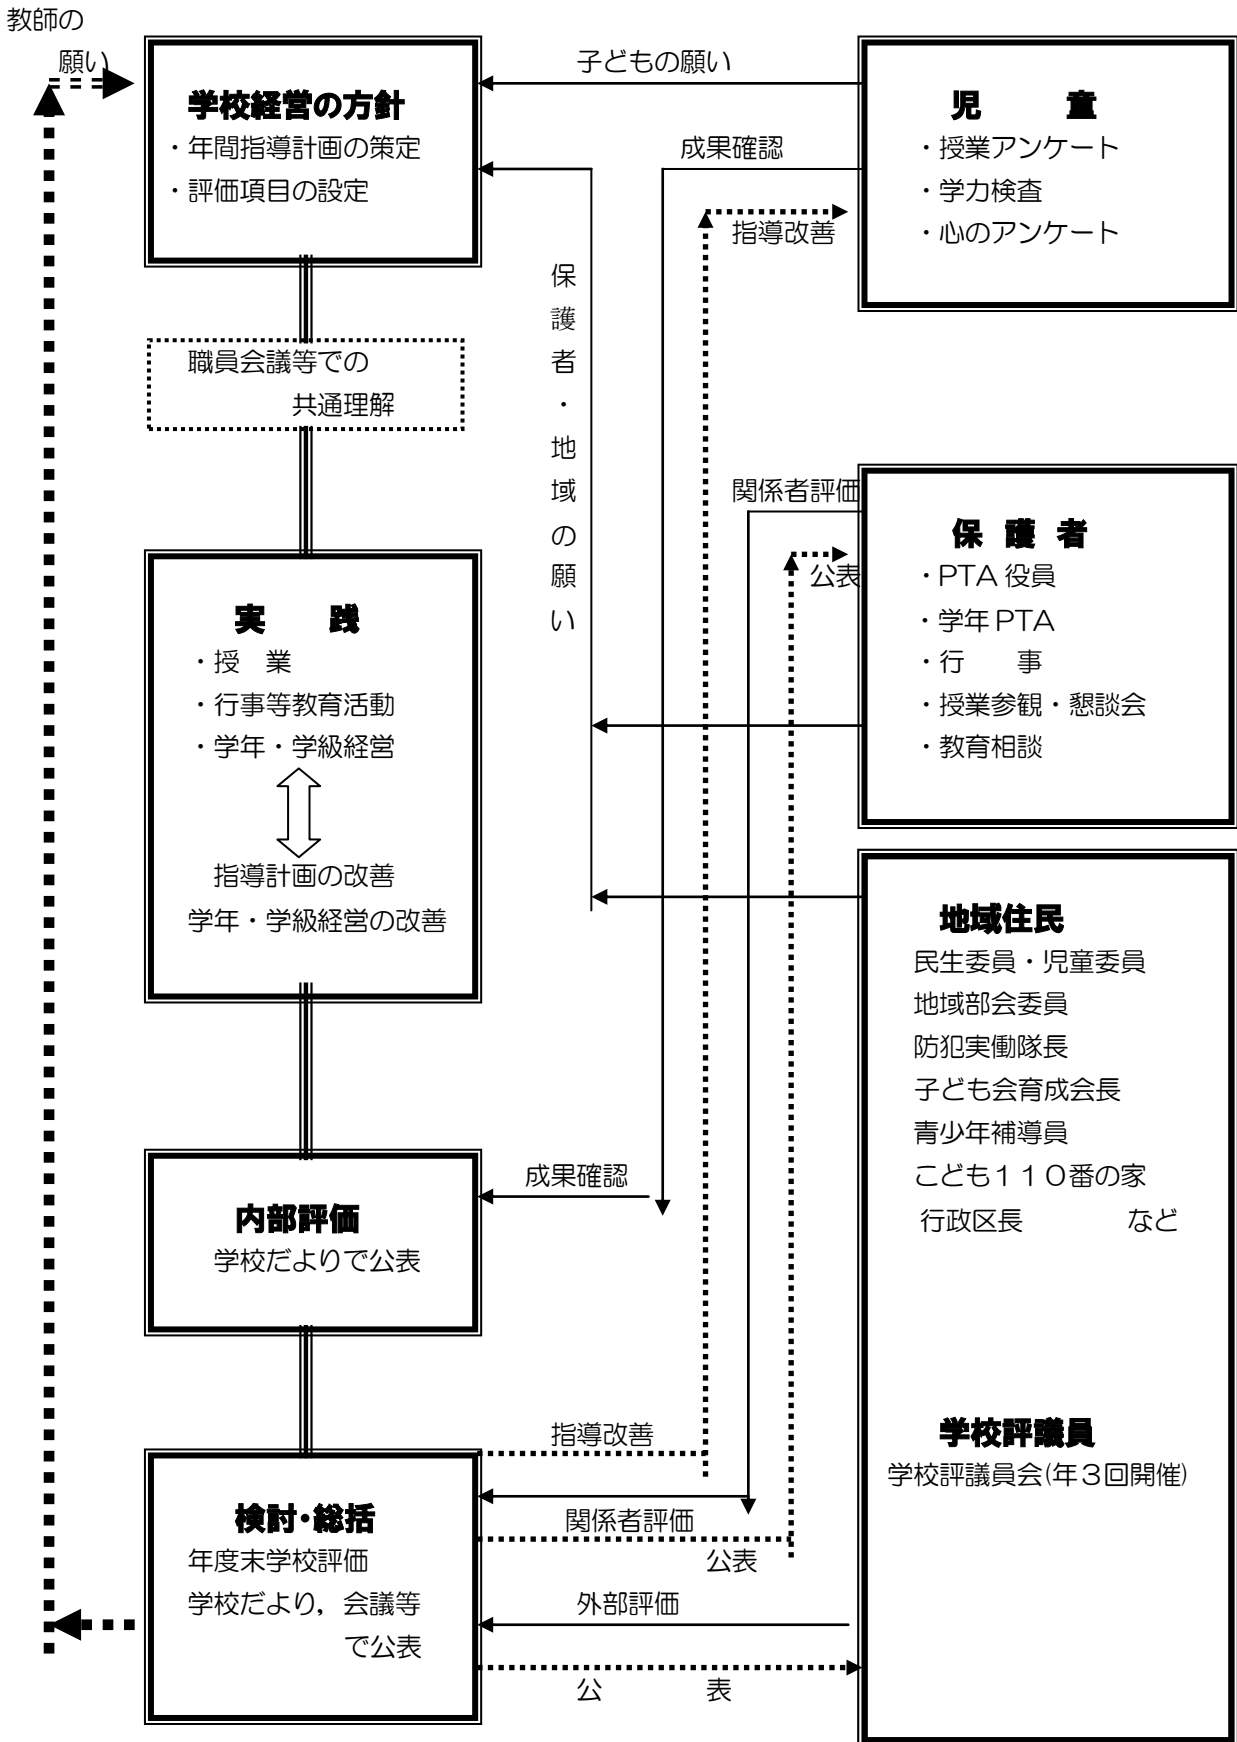 教師の
願い
学校経営の方針
・年間指導計画の策定
・評価項目の設定
子どもの願い
成果確認
指導改善
児　　童
・授業アンケート
・学力検査
・心のアンケート
保護者・地域の願い
職員会議等での
共通理解
関係者評価
公表
保 護 者
・PTA 役員
・学年 PTA
・行　　事
・授業参観・懇談会
・教育相談
実　　践
・授　業
・行事等教育活動
・学年・学級経営
指導計画の改善
学年・学級経営の改善
地域住民
民生委員・児童委員
地域部会委員
防犯実働隊長
子ども会育成会長
青少年補導員
こども１１０番の家
行政区長　　　　など
成果確認
内部評価
学校だよりで公表
学校評議員
学校評議員会(年３回開催)
指導改善
関係者評価
公表
外部評価
公　　　　表
検討・総括
年度末学校評価
学校だより，会議等
で公表